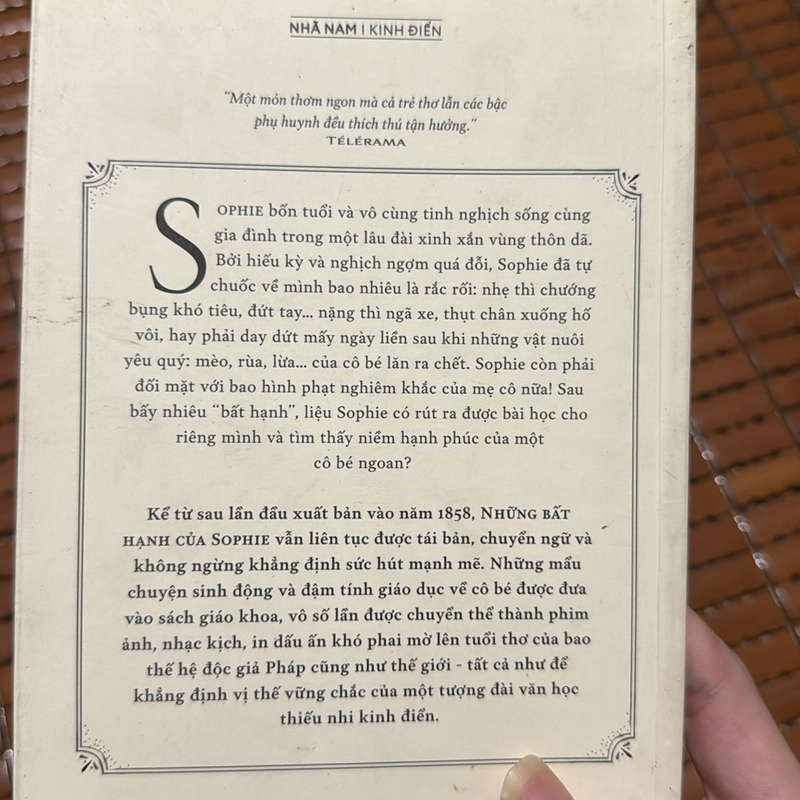 NHÃ NAM | KINH ĐIỂN
“Một món thơm ngon mà cả trẻ thơ lẫn các bậc
phụ huynh đều thích thú tận hưởng.”
TÉLÉRAMA
SOPHIE bốn tuổi và vô cùng tinh nghịch sống cùng
gia đình trong một lâu đài xinh xắn vùng thôn dã.
Bởi hiếu kỳ và nghịch ngợm quá đỗi, Sophie đã tự
chuốc về mình bao nhiêu là rắc rối: nhẹ thì chướng
bụng khó tiêu, đứt tay... nặng thì ngã xe, thụt chân xuống hố
vôi, hay phải day dứt mấy ngày liền sau khi những vật nuôi
yêu quý: mèo, rùa, lừa... của cô bé lăn ra chết. Sophie còn phải
đối mặt với bao hình phạt nghiêm khắc của mẹ cô nữa! Sau
bấy nhiêu “bất hạnh”, liệu Sophie có rút ra được bài học cho
riêng mình và tìm thấy niềm hạnh phúc của một
cô bé ngoan?
Kể từ sau lần đầu xuất bản vào năm 1858, NHỮNG BẤT
HẠNH CỦA SOPHIE vẫn liên tục được tái bản, chuyển ngữ và
không ngừng khẳng định sức hút mạnh mẽ. Những mẩu
chuyện sinh động và đậm tính giáo dục về cô bé được đưa
vào sách giáo khoa, vô số lần được chuyển thể thành phim
ảnh, nhạc kịch, in dấu ấn khó phai mờ lên tuổi thơ của bao
thế hệ độc giả Pháp cũng như thế giới - tất cả như để
khẳng định vị thế vững chắc của một tượng đài văn học
thiếu nhi kinh điển.